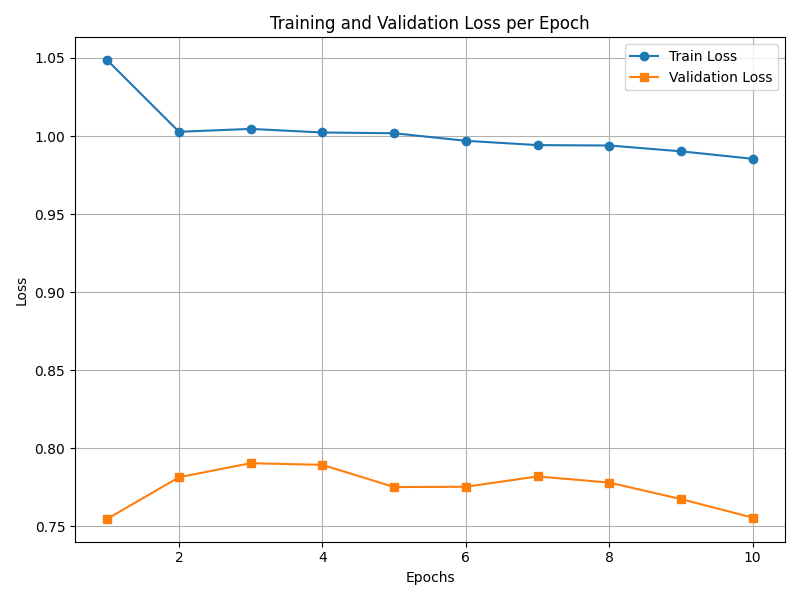 Training and Validation Loss per Epoch
Train Loss
Validation Loss
1.05
1.00
0.95
0.90
0.85
0.80
0.75
Loss
2 4 6 8 10
Epochs